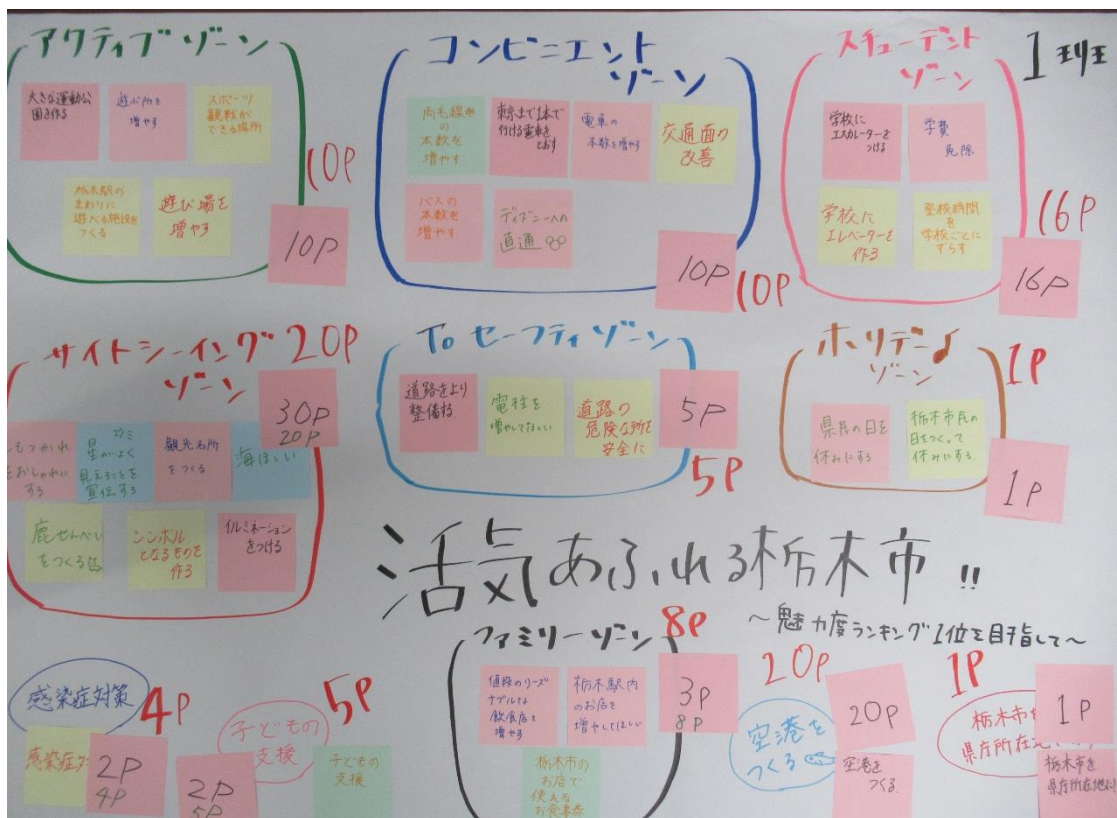 アクティブゾーン
大きな運動公
園を作る
遊ぶ所を
増やす
スポーツ
観戦が
できる場所
栃木駅の
まわりに
遊べる施設を
つくる
遊び場を
増やす
10P
10P
コンビニエント
ゾーン
両毛線
の
本数を
増やす
東京まで1本で
行ける電車を
とおす
電車の
本数を増やす
交通面の
改善
バスの
本数を
増やす
ディズニーへの
直通
10P
10P
スチューデント
ゾーン
1班
学校に
エスカレーターを
つける
学費
免除
学校に
エレベーターを
作る
登校時間
を
学校ごとに
ずらす
16P
16P
サイトシーイング
ゾーン
20P
30P
20P
もつかれ
おしゃれに
する
星がよく
見えることを
宣伝する
観光名所
をつくる
海ほしい
鹿せんべい
をつくる
シンボル
となるものを
作る
イルミネーション
をつける
Toセーフティゾーン
道路をより
整備する
電柱を
増やしてほしい
道路の
危険な所を
安全に
5P
5P
ホリデー♪
ゾーン
1P
県民の日を
休みにする
栃木市民の
日をつくって
休みにする
1P
活気あふれる栃木市!!
～魅力度ランキング1位を目指して～
感染症対策
4P
感染症
2P
4P
子どもの
支援
5P
2P
5P
子どもの
支援
ファミリーゾーン
8P
値段のリーズ
ナブルな
飲食店を
増やす
栃木駅内
のお店を
増やしてほしい
3P
8P
栃木市の
お店で
使える
お食事券
20P
空港を
つくる
20P
空港を
つくる
1P
栃木市
県庁所在
1P
栃木市を
県庁所在地に!